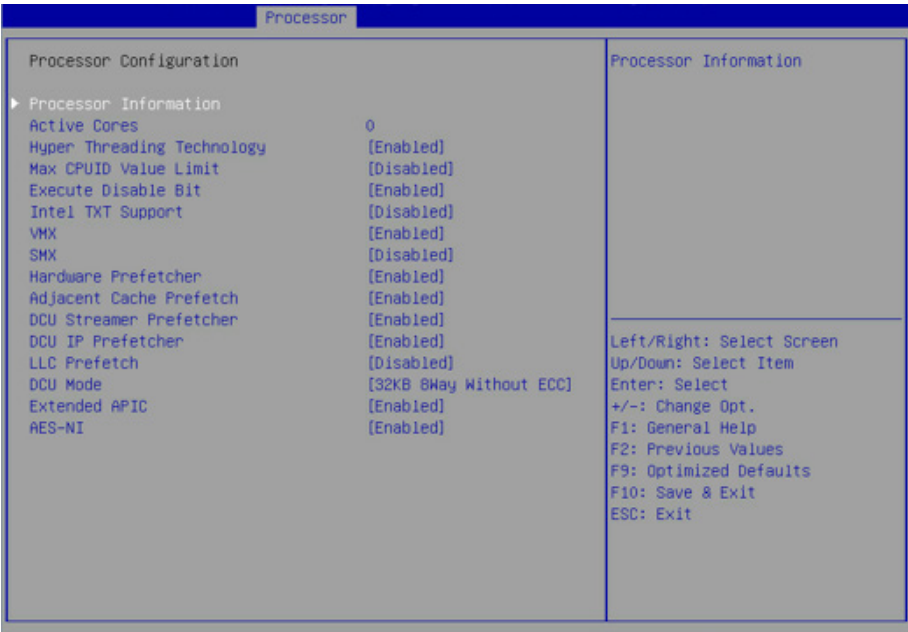 Processor
Processor Configuration
Processor Information
Active Cores 0
Hyper Threading Technology [Enabled]
Max CPUID Value Limit [Disabled]
Execute Disable Bit [Enabled]
Intel TXT Support [Disabled]
VMX [Enabled]
SMX [Disabled]
Hardware Prefetcher [Enabled]
Adjacent Cache Prefetch [Enabled]
DCU Streamer Prefetcher [Enabled]
DCU IP Prefetcher [Enabled]
LLC Prefetch [Disabled]
DCU Mode [32KB 8Way Without ECC]
Extended APIC [Enabled]
AES-NI [Enabled]
Processor Information
Left/Right: Select Screen
Up/Down: Select Item
Enter: Select
+/-: Change Opt.
F1: General Help
F2: Previous Values
F9: Optimized Defaults
F10: Save & Exit
ESC: Exit